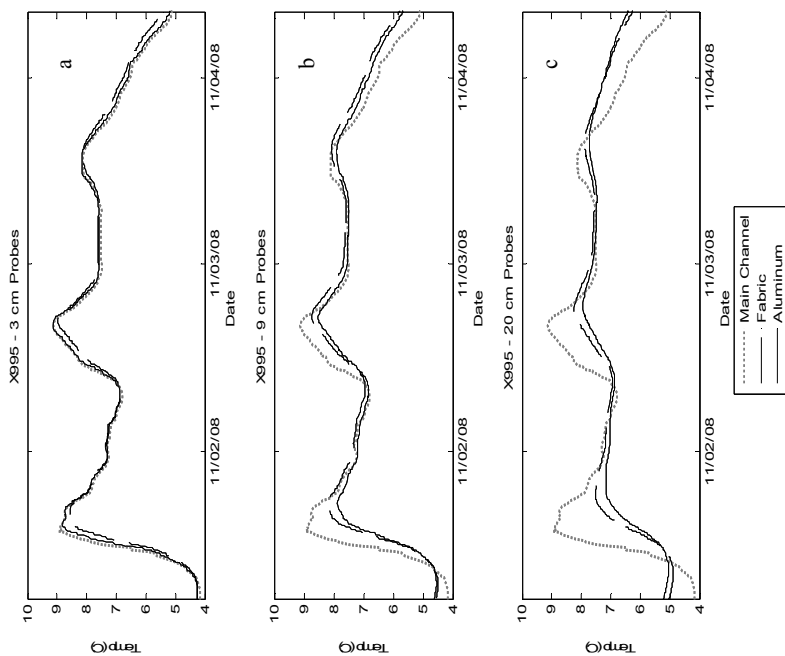 X995 - 3 cm Probes
a
10
9
8
7
6
5
4
Temp(C)
11/02/08
11/03/08
11/04/08
Date
X995 - 9 cm Probes
b
10
9
8
7
6
5
4
Temp(C)
11/02/08
11/03/08
11/04/08
Date
X995 - 20 cm Probes
c
10
9
8
7
6
5
4
Temp(C)
11/02/08
11/03/08
11/04/08
Date
Main Channel
Fabric
Aluminum